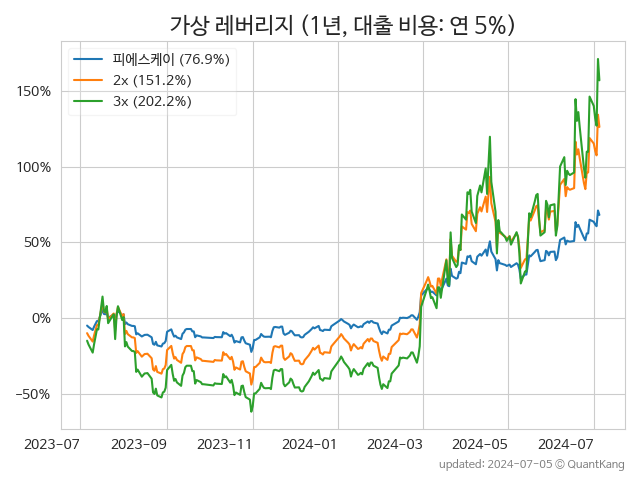 가상 레버리지 (1년, 대출 비용: 연 5%)
피에스케이 (76.9%)
2x (151.2%)
3x (202.2%)
150%
100%
50%
0%
−50%
2023-07 2023-09 2023-11 2024-01 2024-03 2024-05 2024-07
updated: 2024-07-05 © QuantKang